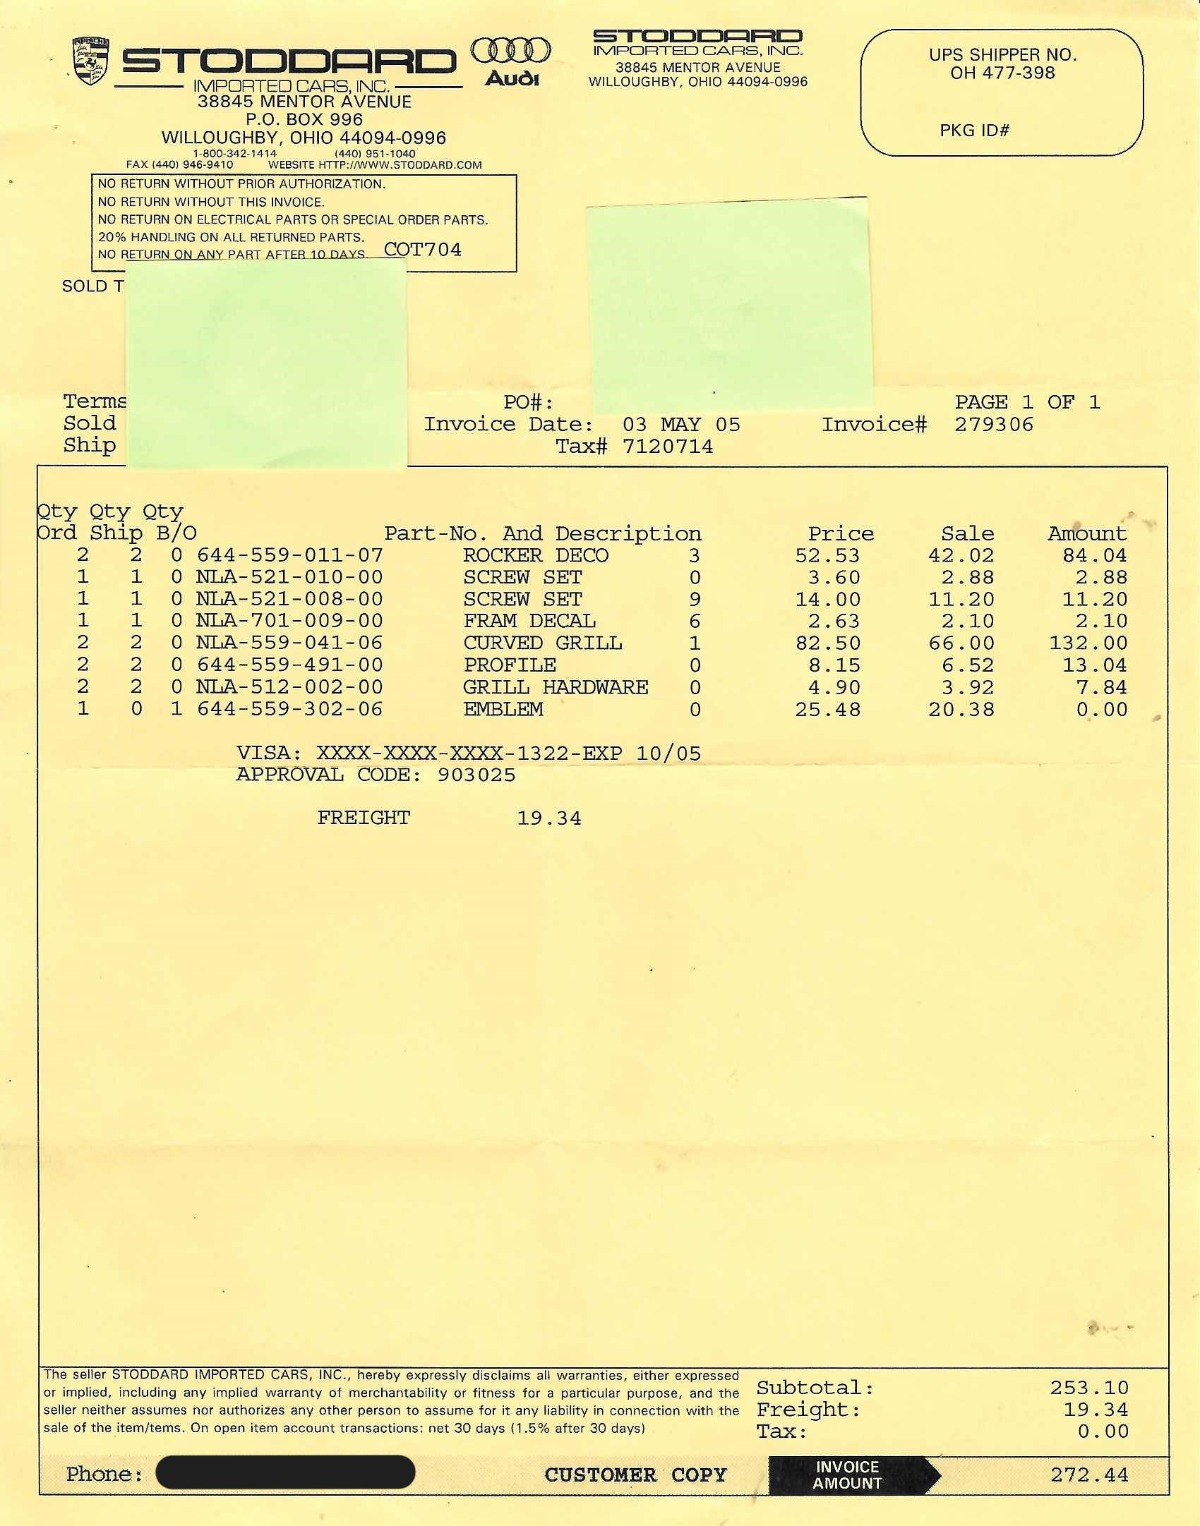 STODDARD
IMPORTED CARS, INC.
38845 MENTOR AVENUE
P.O. BOX 996
WILLOUGHBY, OHIO 44094-0996
1-800-342-1414 (440) 951-1040
FAX (440) 946-9410 WEBSITE HTTP://WWW.STODDARD.COM
Audi
STODDARD
IMPORTED CARS, INC.
38845 MENTOR AVENUE
WILLOUGHBY, OHIO 44094-0996
UPS SHIPPER NO.
OH 477-398
PKG ID#
NO RETURN WITHOUT PRIOR AUTHORIZATION.
NO RETURN WITHOUT THIS INVOICE.
NO RETURN ON ELECTRICAL PARTS OR SPECIAL ORDER PARTS.
20% HANDLING ON ALL RETURNED PARTS.
NO RETURN ON ANY PART AFTER 10 DAYS. COT704
SOLD T
Terms PO#: PAGE 1 OF 1
Sold Invoice Date: 03 MAY 05 Invoice# 279306
Ship Tax# 7120714
Qty Qty Qty
Ord Ship B/O Part-No. And Description Price Sale Amount
2 2 0 644-559-011-07 ROCKER DECO 3 52.53 42.02 84.04
1 1 0 NLA-521-010-00 SCREW SET 0 3.60 2.88 2.88
1 1 0 NLA-521-008-00 SCREW SET 9 14.00 11.20 11.20
1 1 0 NLA-701-009-00 FRAM DECAL 6 2.63 2.10 2.10
2 2 0 NLA-559-041-06 CURVED GRILL 1 82.50 66.00 132.00
2 2 0 644-559-491-00 PROFILE 0 8.15 6.52 13.04
2 2 0 NLA-512-002-00 GRILL HARDWARE 0 4.90 3.92 7.84
1 0 1 644-559-302-06 EMBLEM 0 25.48 20.38 0.00
VISA: XXXX-XXXX-XXXX-1322-EXP 10/05
APPROVAL CODE: 903025
FREIGHT 19.34
The seller STODDARD IMPORTED CARS, INC., hereby expressly disclaims all warranties, either expressed
or implied, including any implied warranty of merchantability or fitness for a particular purpose, and the
seller neither assumes nor authorizes any other person to assume for it any liability in connection with the
sale of the item/tems. On open item account transactions: net 30 days (1.5% after 30 days)
Subtotal: 253.10
Freight: 19.34
Tax: 0.00
Phone: CUSTOMER COPY INVOICE AMOUNT 272.44